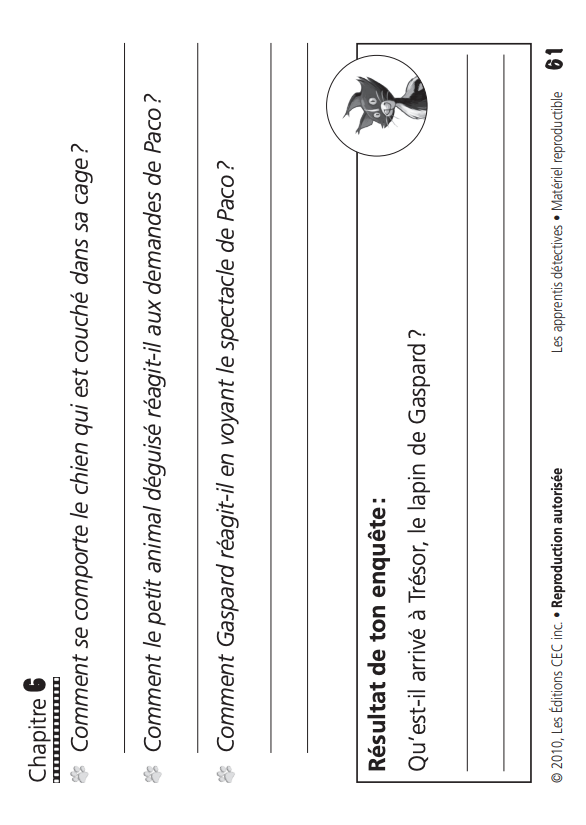 Chapitre 6
Comment se comporte le chien qui est couché dans sa cage ?
Comment le petit animal déguisé réagit-il aux demandes de Paco ?
Comment Gaspard réagit-il en voyant le spectacle de Paco ?
Résultat de ton enquête :
Qu'est-il arrivé à Trésor, le lapin de Gaspard ?
© 2010, Les Éditions CEC inc. • Reproduction autorisée Les apprentis détectives • Matériel reproductible 61